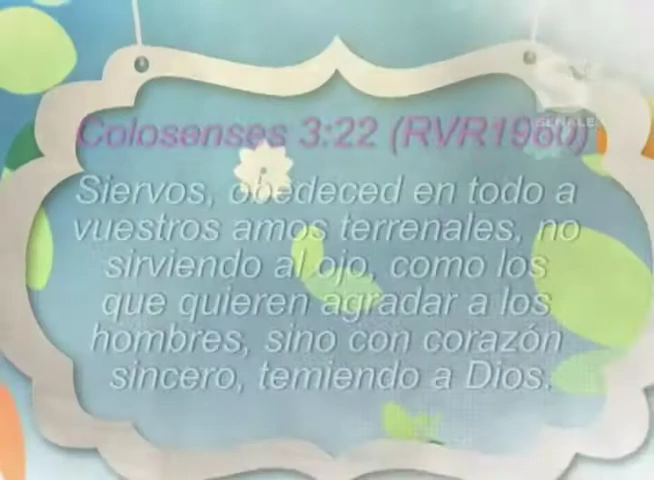 Colosenses 3:22 (RVR1960)
SEÑALES
Siervos, obedeced en todo a
vuestros amos terrenales, no
sirviendo al ojo, como los
que quieren agradar a los
hombres, sino con corazón
sincero, temiendo a Dios.